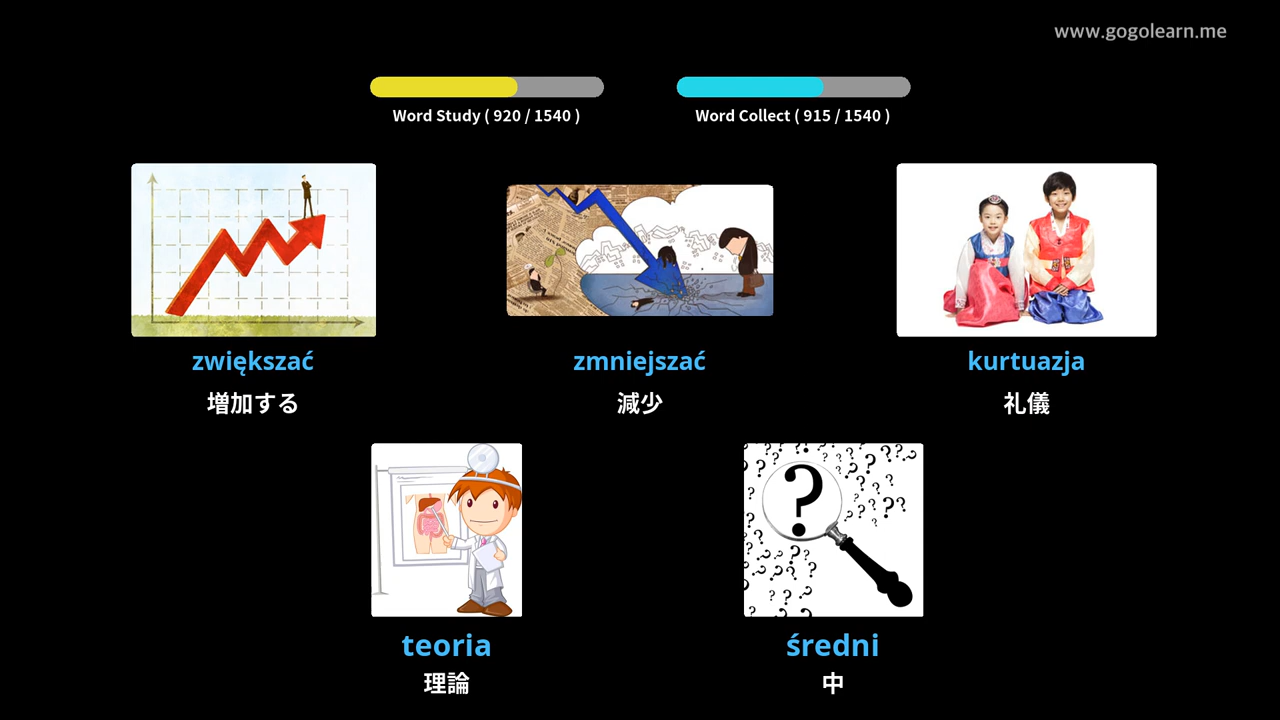 www.gogolearn.me
Word Study ( 920 / 1540 )
Word Collect ( 915 / 1540 )
zwiększać
zmniejszać
kurtuazja
増加する
減少
礼儀
teoria
średni
理論
中